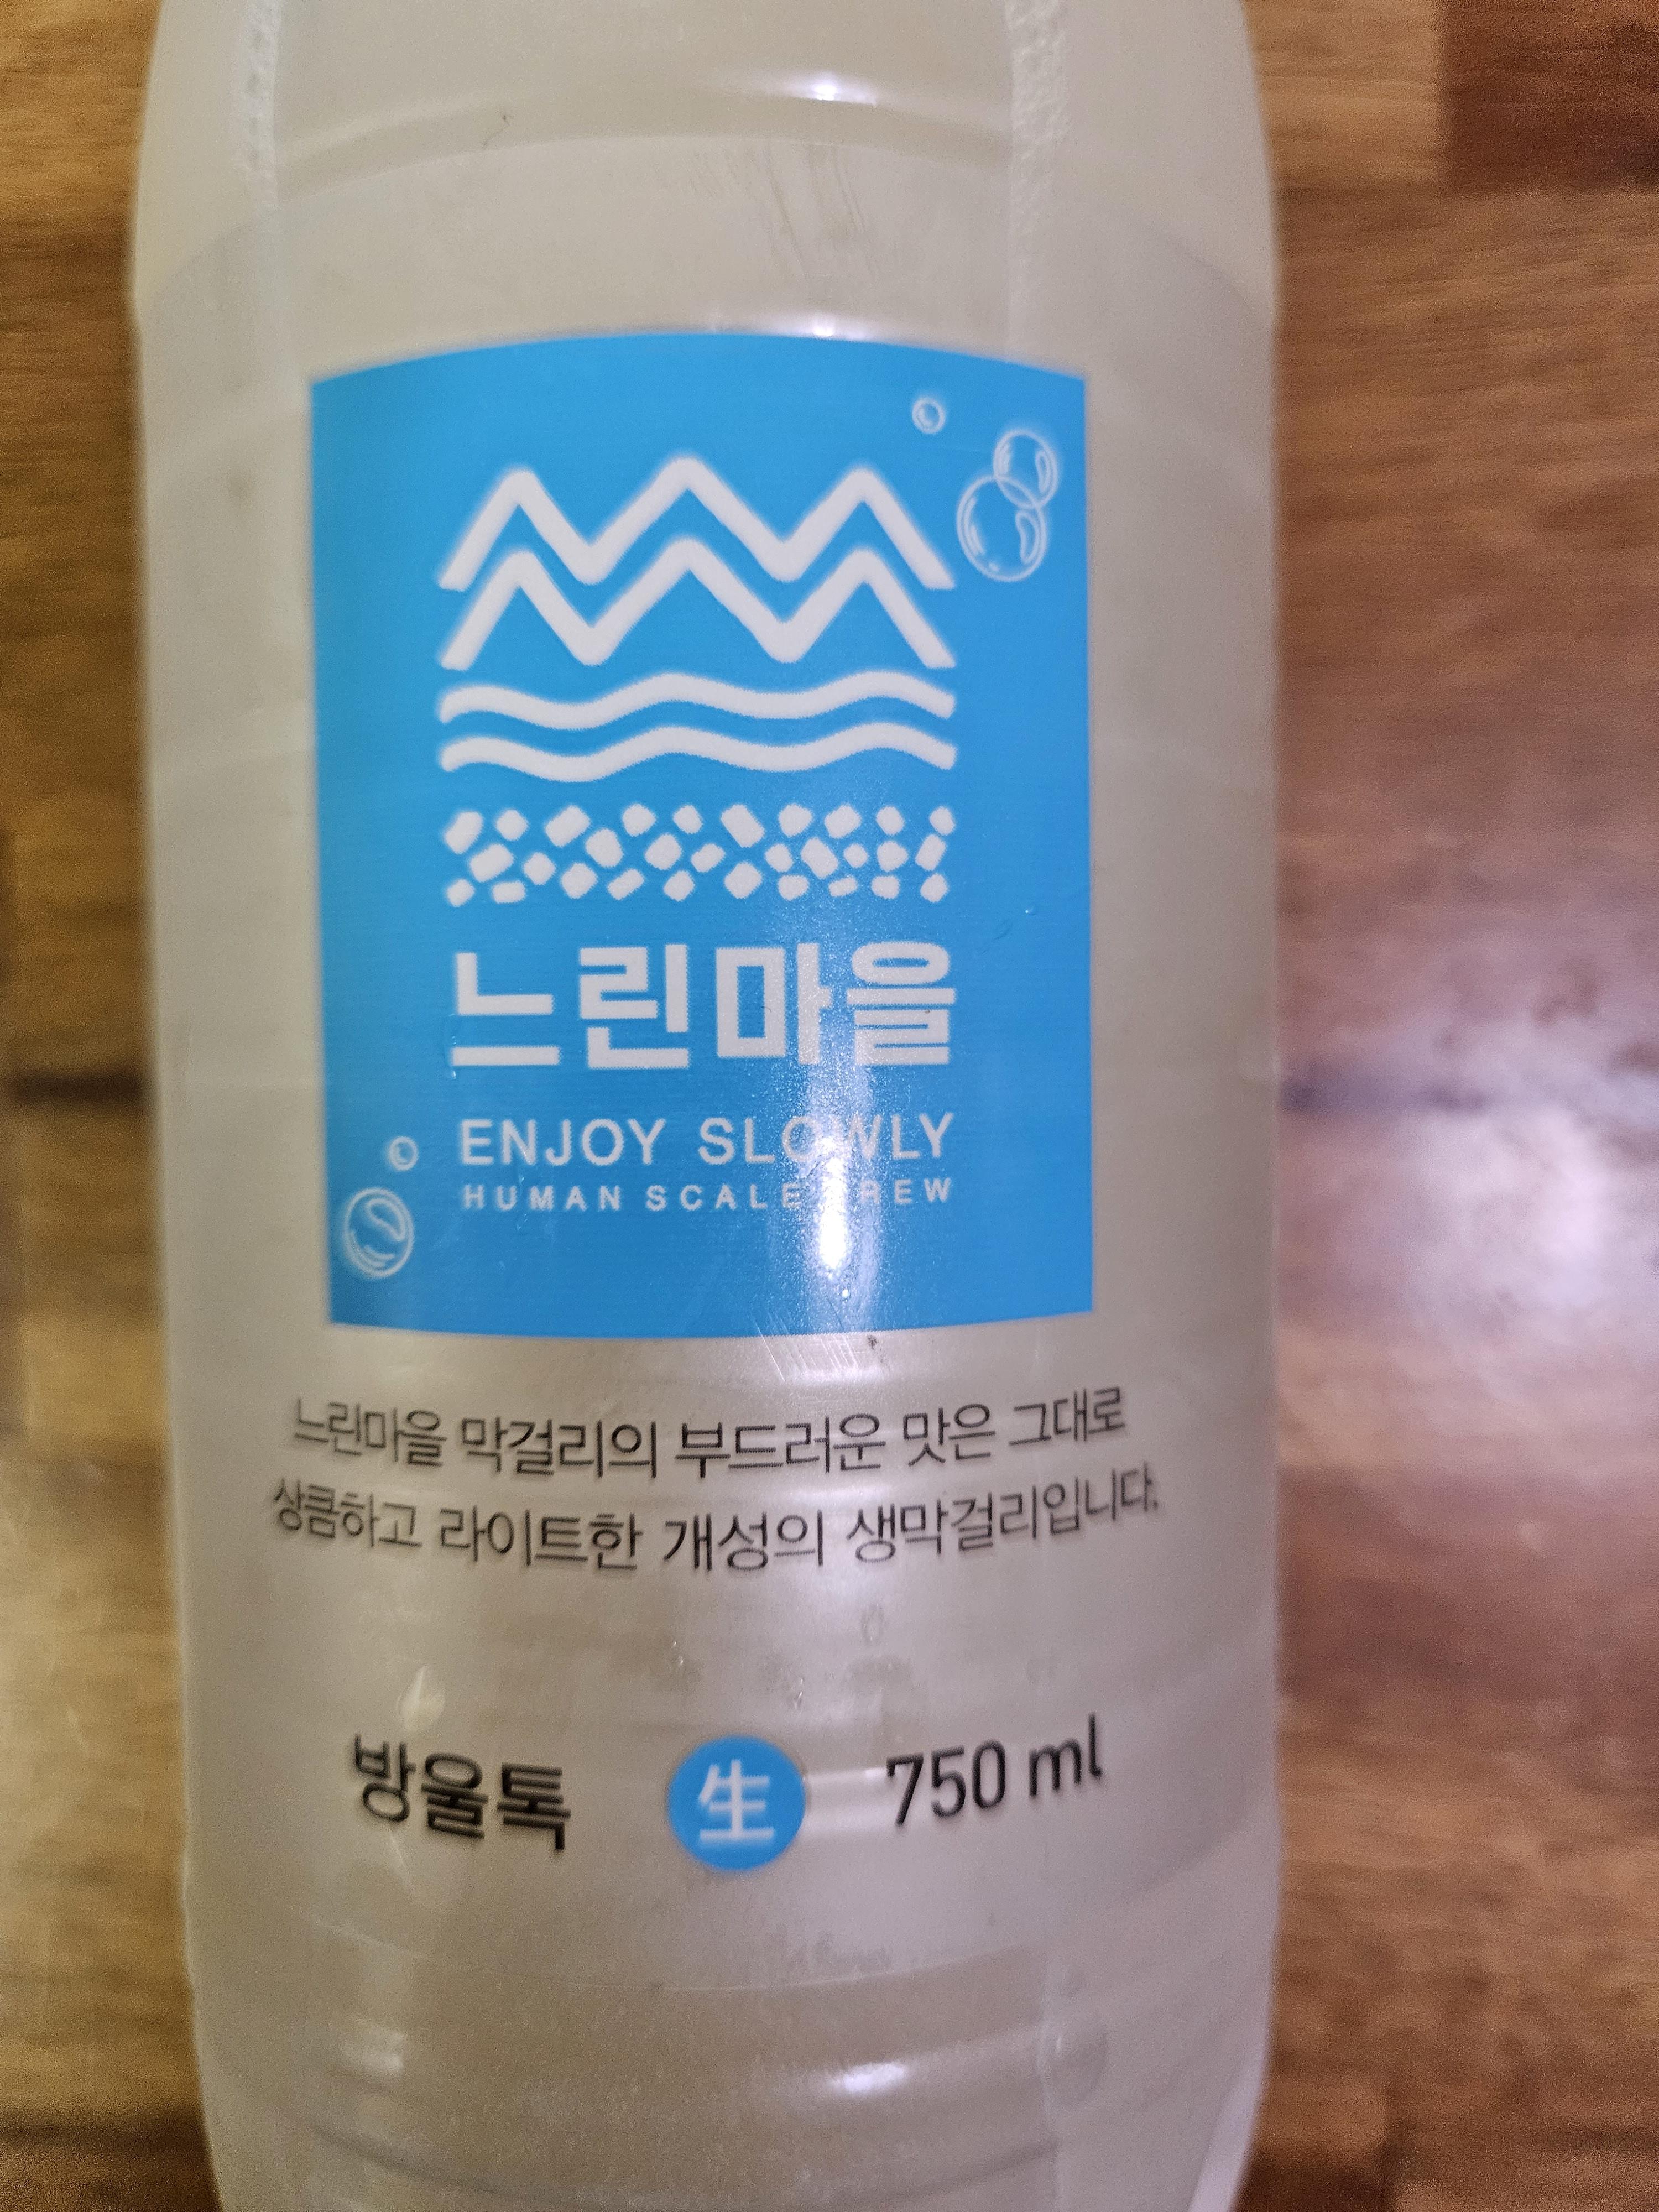 느린마을
ENJOY SLOWLY
HUMAN SCALE BREW
느린마을 막걸리의 부드러운 맛은 그대로
상큼하고 라이트한 개성의 생막걸리입니다.
방울톡 生 750 ml